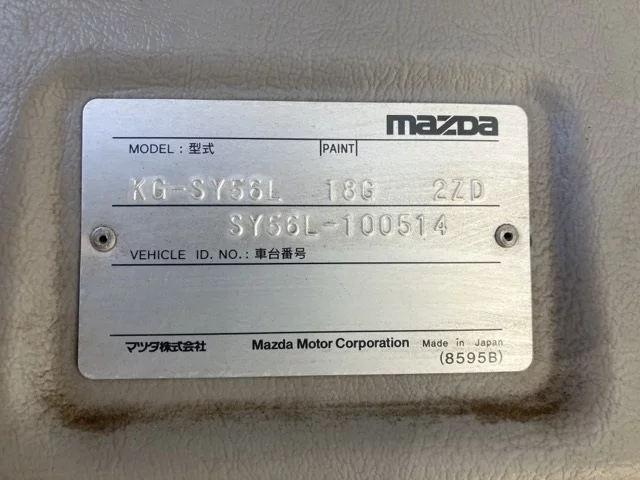 mazda
MODEL : 型式 PAINT
KG-SY56L 18G 2ZD
SY56L-100514
VEHICLE ID. NO. : 車台番号
マツダ株式会社 Mazda Motor Corporation Made in Japan
(8595B)